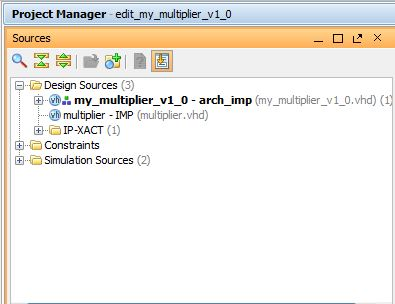 Project Manager - edit_my_multiplier_v1_0
Sources
Design Sources (3)
my_multiplier_v1_0 - arch_imp (my_multiplier_v1_0.vhd) (1)
multiplier - IMP (multiplier.vhd)
IP-XACT (1)
Constraints
Simulation Sources (2)